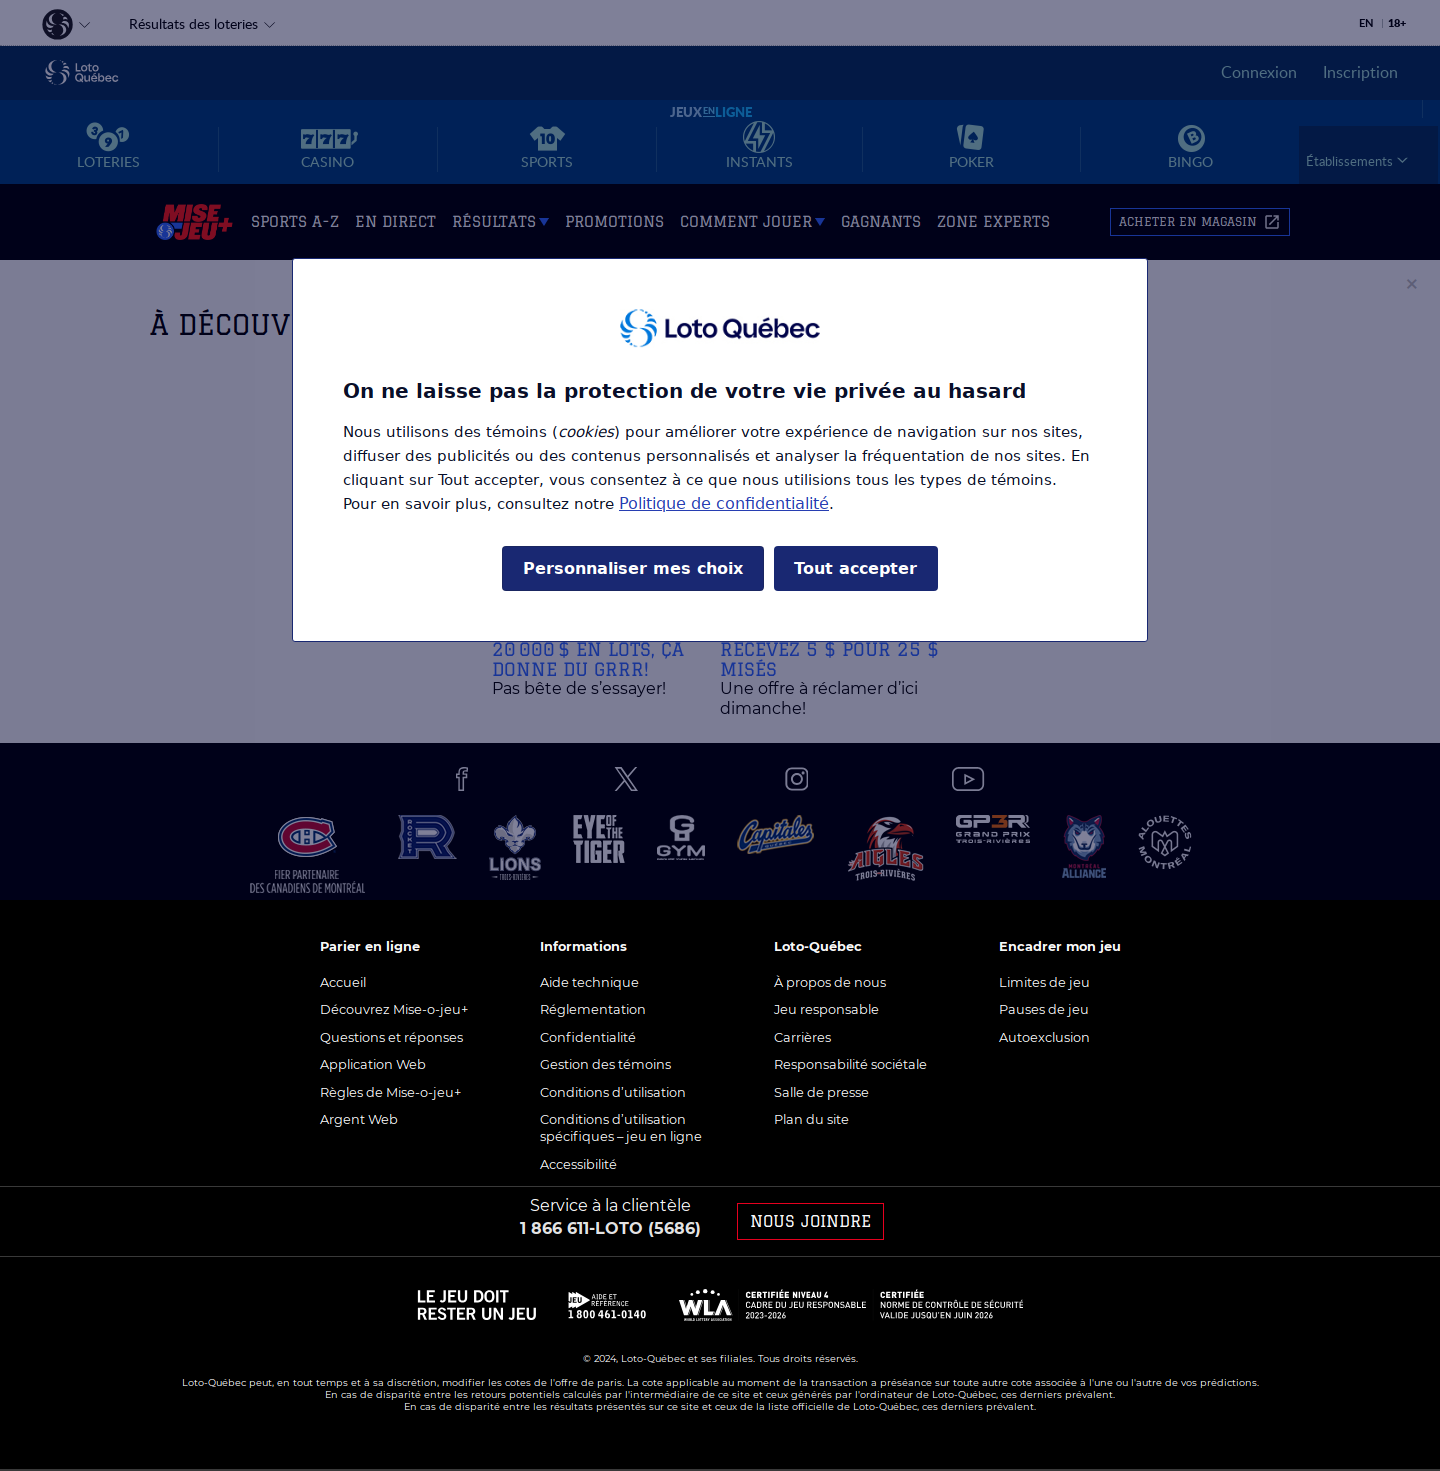 Résultats des loteries
EN
18+
Loto
Québec
Connexion
Inscription
JEUX EN LIGNE
LOTERIES
CASINO
SPORTS
INSTANTS
POKER
BINGO
Établissements
MISE
O
JEU+
SPORTS A-Z
EN DIRECT
RÉSULTATS
PROMOTIONS
COMMENT JOUER
GAGNANTS
ZONE EXPERTS
ACHETER EN MAGASIN
×
À DÉCOUV
Loto Québec
On ne laisse pas la protection de votre vie privée au hasard
Nous utilisons des témoins (cookies) pour améliorer votre expérience de navigation sur nos sites,
diffuser des publicités ou des contenus personnalisés et analyser la fréquentation de nos sites. En
cliquant sur Tout accepter, vous consentez à ce que nous utilisions tous les types de témoins.
Pour en savoir plus, consultez notre Politique de confidentialité.
Personnaliser mes choix
Tout accepter
20 000 $ EN LOTS, ÇA
DONNE DU GRRR!
Pas bête de s’essayer!
RECEVEZ 5 $ POUR 25 $
MISÉS
Une offre à réclamer d’ici
dimanche!
FIER PARTENAIRE
DES CANADIENS DE MONTRÉAL
ROCKET
LIONS
TROIS-RIVIÈRES
EYE OF THE TIGER
GYM
Capitales
AIGLES
TROIS-RIVIÈRES
GP3R
GRAND PRIX
TROIS-RIVIÈRES
MONTRÉAL
ALLIANCE
ALOUETTES
MONTRÉAL
Parier en ligne
Accueil
Découvrez Mise-o-jeu+
Questions et réponses
Application Web
Règles de Mise-o-jeu+
Argent Web
Informations
Aide technique
Réglementation
Confidentialité
Gestion des témoins
Conditions d’utilisation
Conditions d’utilisation
spécifiques – jeu en ligne
Accessibilité
Loto-Québec
À propos de nous
Jeu responsable
Carrières
Responsabilité sociétale
Salle de presse
Plan du site
Encadrer mon jeu
Limites de jeu
Pauses de jeu
Autoexclusion
Service à la clientèle
1 866 611-LOTO (5686)
NOUS JOINDRE
LE JEU DOIT
RESTER UN JEU
JEU AIDE ET
RÉFÉRENCE
1 800 461-0140
WLA
WORLD LOTTERY ASSOCIATION
CERTIFIÉE NIVEAU 4
CADRE DU JEU RESPONSABLE
2023-2026
CERTIFIÉE
NORME DE CONTRÔLE DE SÉCURITÉ
VALIDE JUSQU'EN JUIN 2026
© 2024, Loto-Québec et ses filiales. Tous droits réservés.
Loto-Québec peut, en tout temps et à sa discrétion, modifier les cotes de l'offre de paris. La cote applicable au moment de la transaction a préséance sur toute autre cote associée à l'une ou l'autre de vos prédictions.
En cas de disparité entre les retours potentiels calculés par l'intermédiaire de ce site et ceux générés par l'ordinateur de Loto-Québec, ces derniers prévalent.
En cas de disparité entre les résultats présentés sur ce site et ceux de la liste officielle de Loto-Québec, ces derniers prévalent.